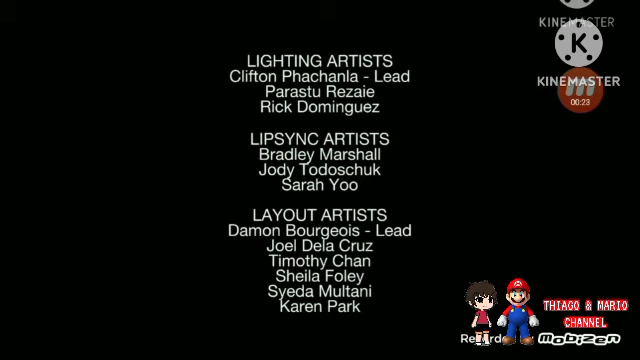 KINEMASTER
K
KINEMASTER
00:23
LIGHTING ARTISTS
Clifton Phachanla - Lead
Parastu Rezaie
Rick Dominguez
LIPSYNC ARTISTS
Bradley Marshall
Jody Todoschuk
Sarah Yoo
LAYOUT ARTISTS
Damon Bourgeois - Lead
Joel Dela Cruz
Timothy Chan
Sheila Foley
Syeda Multani
Karen Park
THIAGO & MARIO
CHANNEL
MOBIZEN